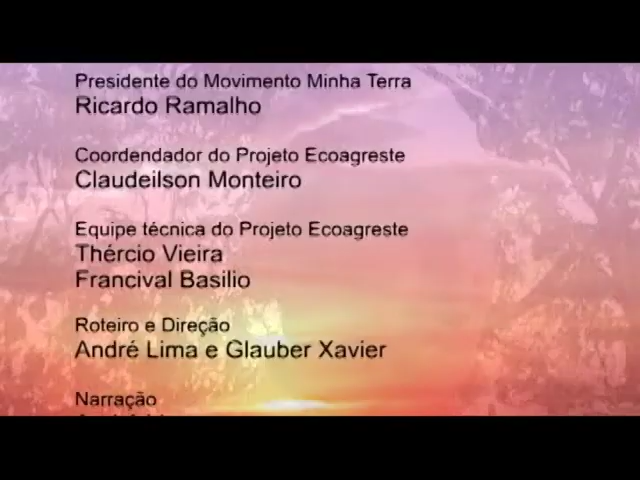 Presidente do Movimento Minha Terra
Ricardo Ramalho
Coordendador do Projeto Ecoagreste
Claudeilson Monteiro
Equipe técnica do Projeto Ecoagreste
Thércio Vieira
Francival Basilio
Roteiro e Direção
André Lima e Glauber Xavier
Narração